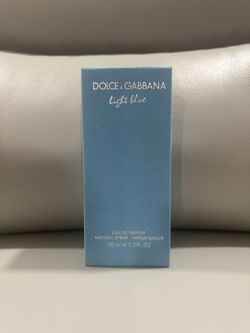 DOLCE & GABBANA
light blue
EAU DE PARFUM
NATURAL SPRAY · VAPORISATEUR
100 ml ℮ 3.3 FL. OZ